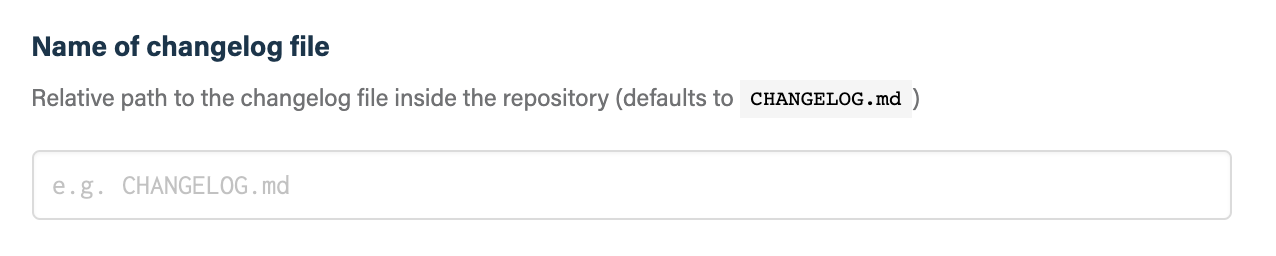 Name of changelog file
Relative path to the changelog file inside the repository (defaults to CHANGELOG.md )
e.g. CHANGELOG.md